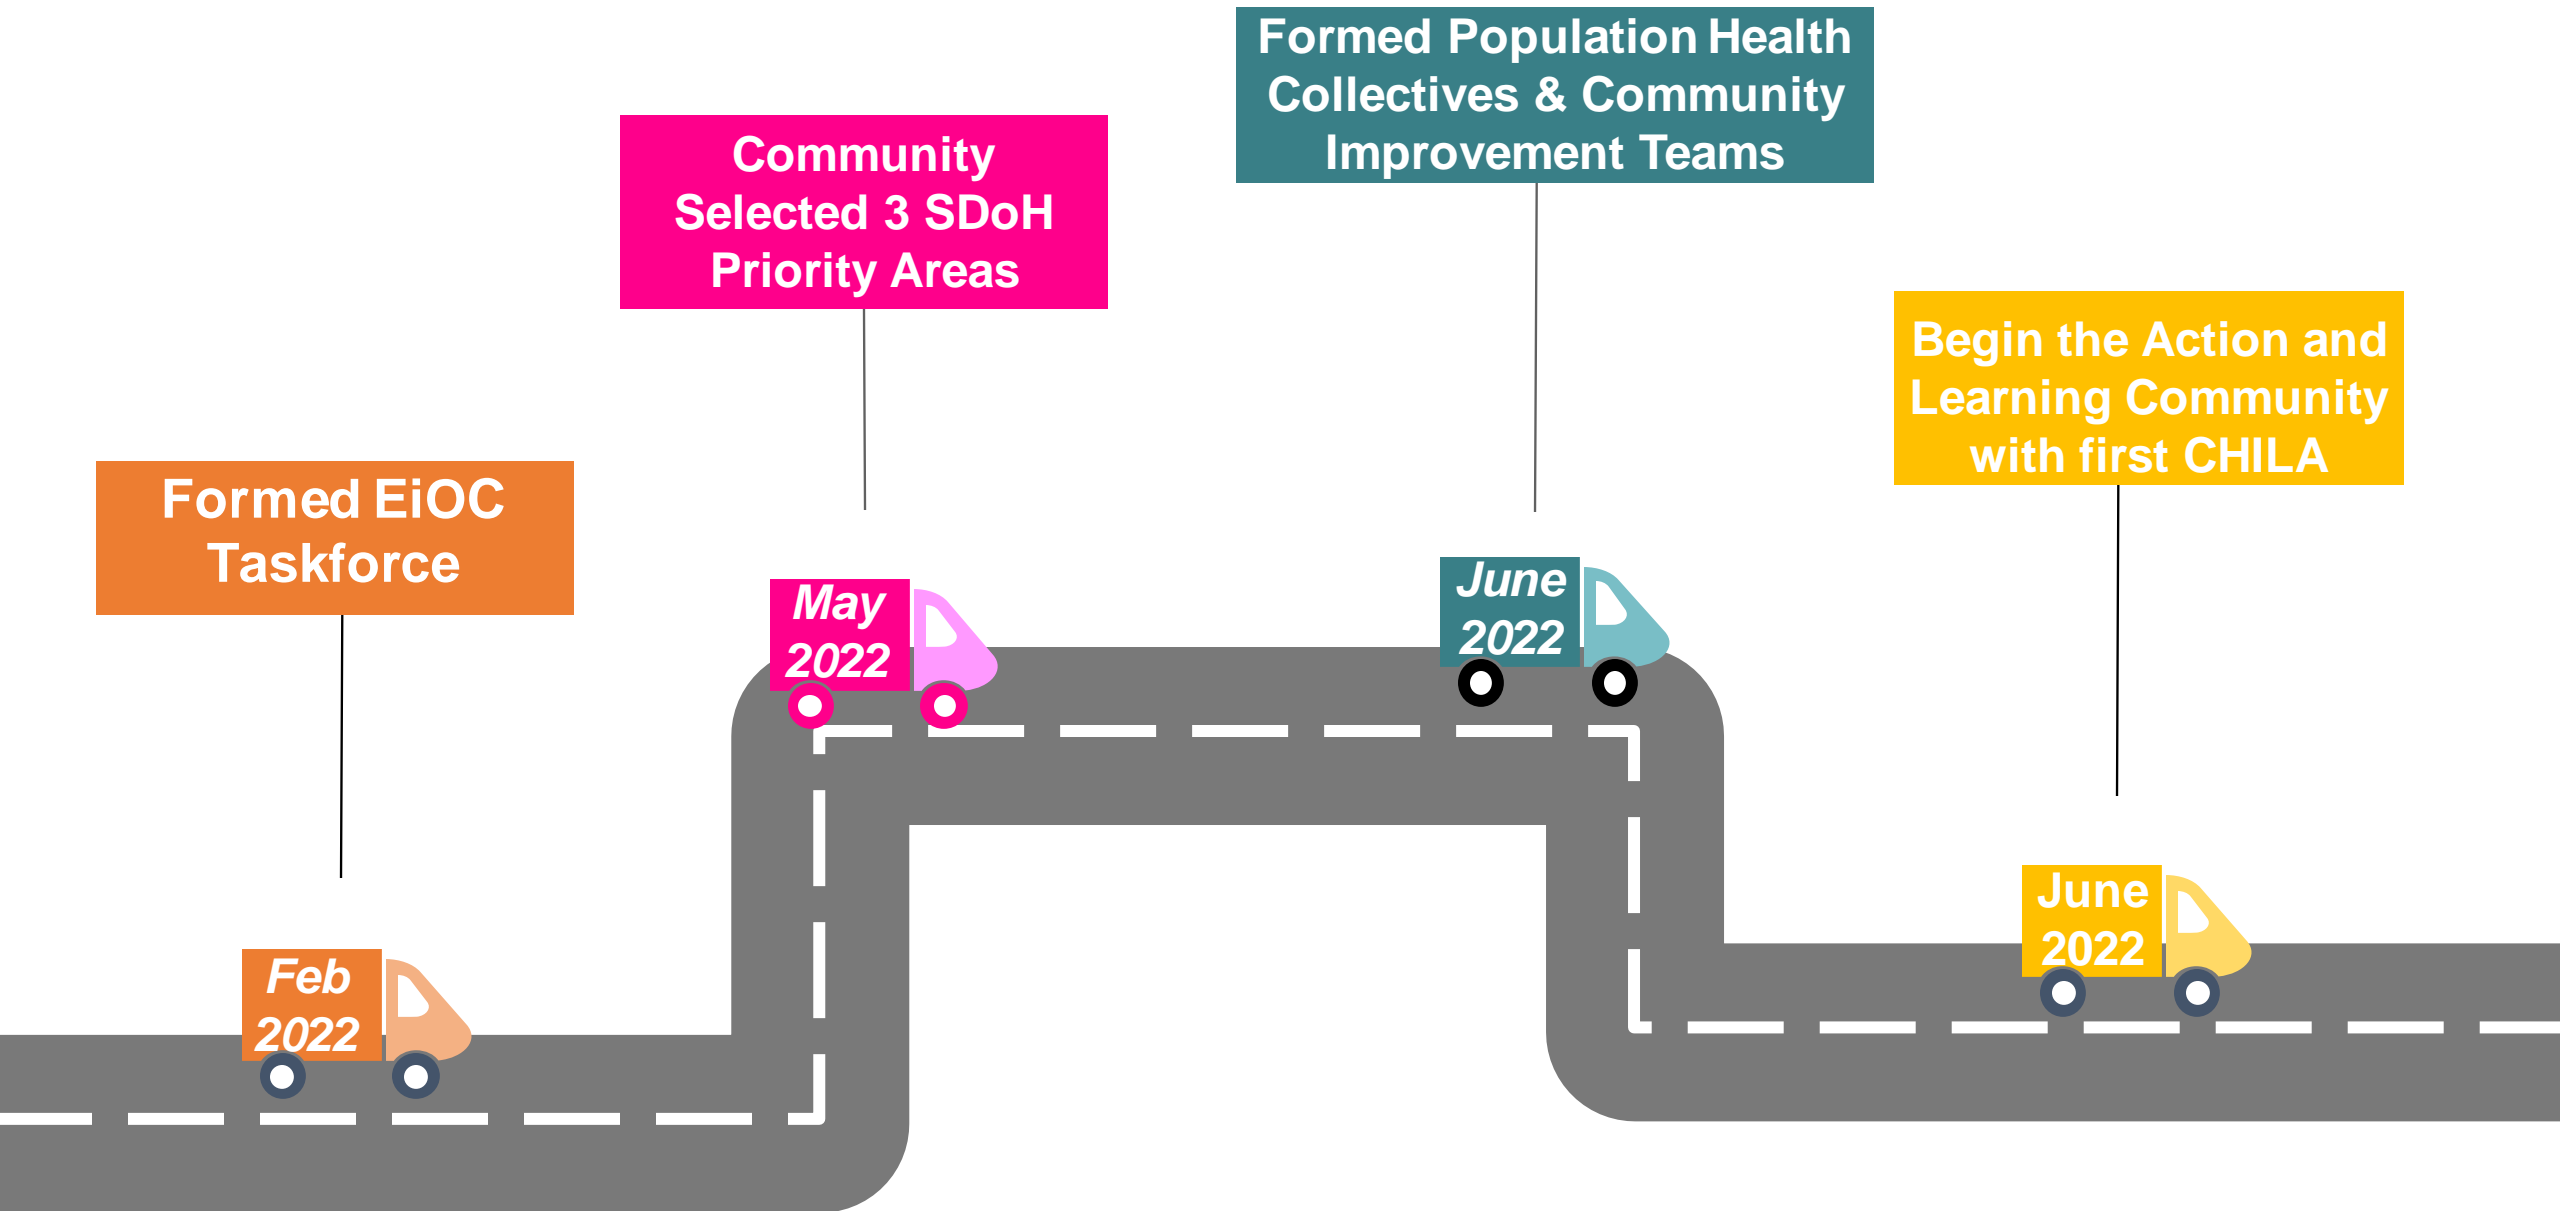 Formed EiOC
Taskforce
Feb
2022
Community
Selected 3 SDoH
Priority Areas
May
2022
Formed Population Health
Collectives & Community
Improvement Teams
June
2022
Begin the Action and
Learning Community
with first CHILA
June
2022